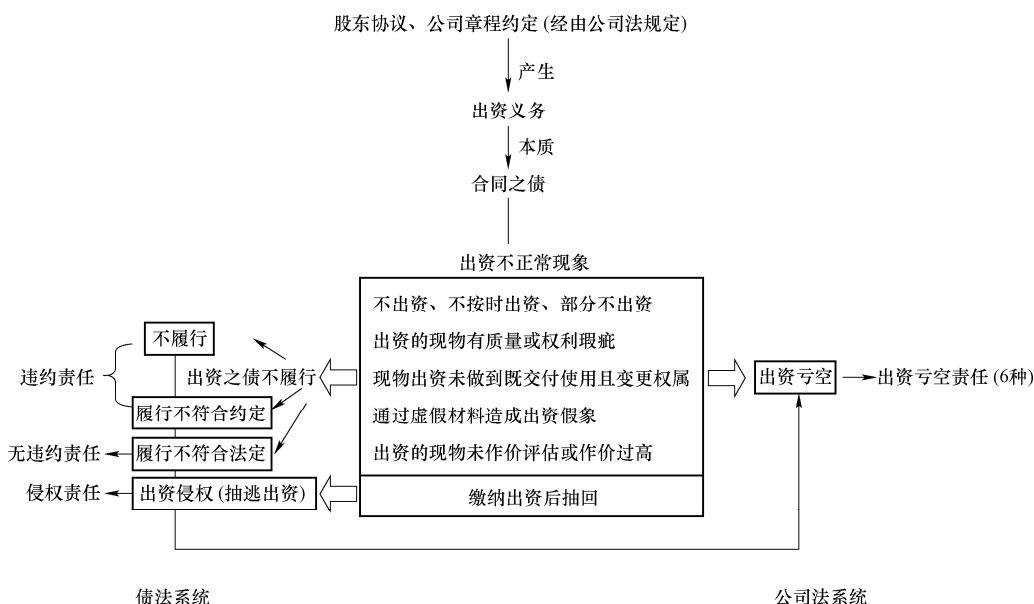 股东协议、公司章程约定(经由公司法规定)
产生
出资义务
本质
合同之债
出资不正常现象
不出资、不按时出资、部分不出资
出资的现物有质量或权利瑕疵
现物出资未做到既交付使用且变更权属
通过虚假材料造成出资假象
出资的现物未作价评估或作价过高
缴纳出资后抽回
不履行
违约责任
出资之债不履行
履行不符合约定
无违约责任
履行不符合法定
侵权责任
出资侵权(抽逃出资)
出资亏空
出资亏空责任(6种)
债法系统
公司法系统